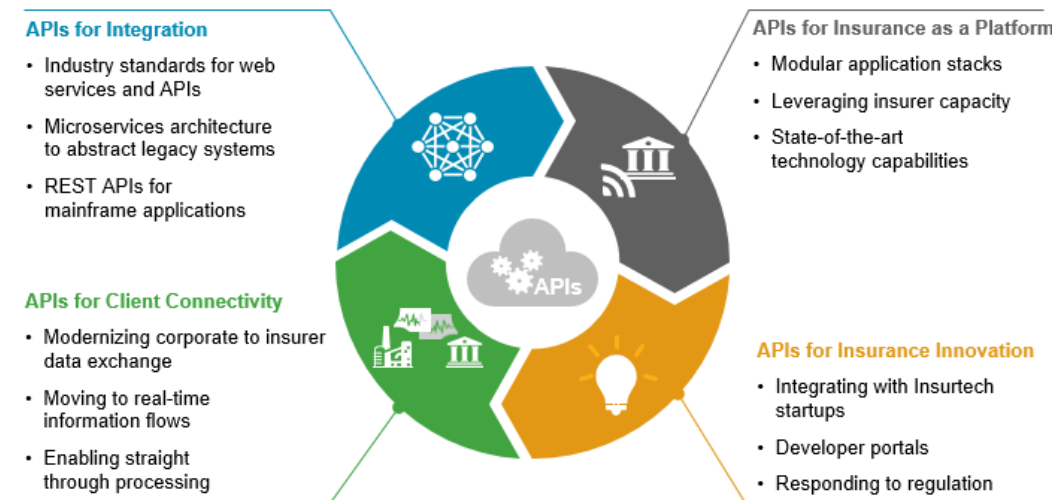 APIs for Integration
• Industry standards for web
services and APIs
• Microservices architecture
to abstract legacy systems
• REST APIs for
mainframe applications
APIs for Insurance as a Platform
• Modular application stacks
• Leveraging insurer capacity
• State-of-the-art
technology capabilities
APIs
APIs for Client Connectivity
• Modernizing corporate to insurer
data exchange
• Moving to real-time
information flows
• Enabling straight
through processing
APIs for Insurance Innovation
• Integrating with Insurtech
startups
• Developer portals
• Responding to regulation